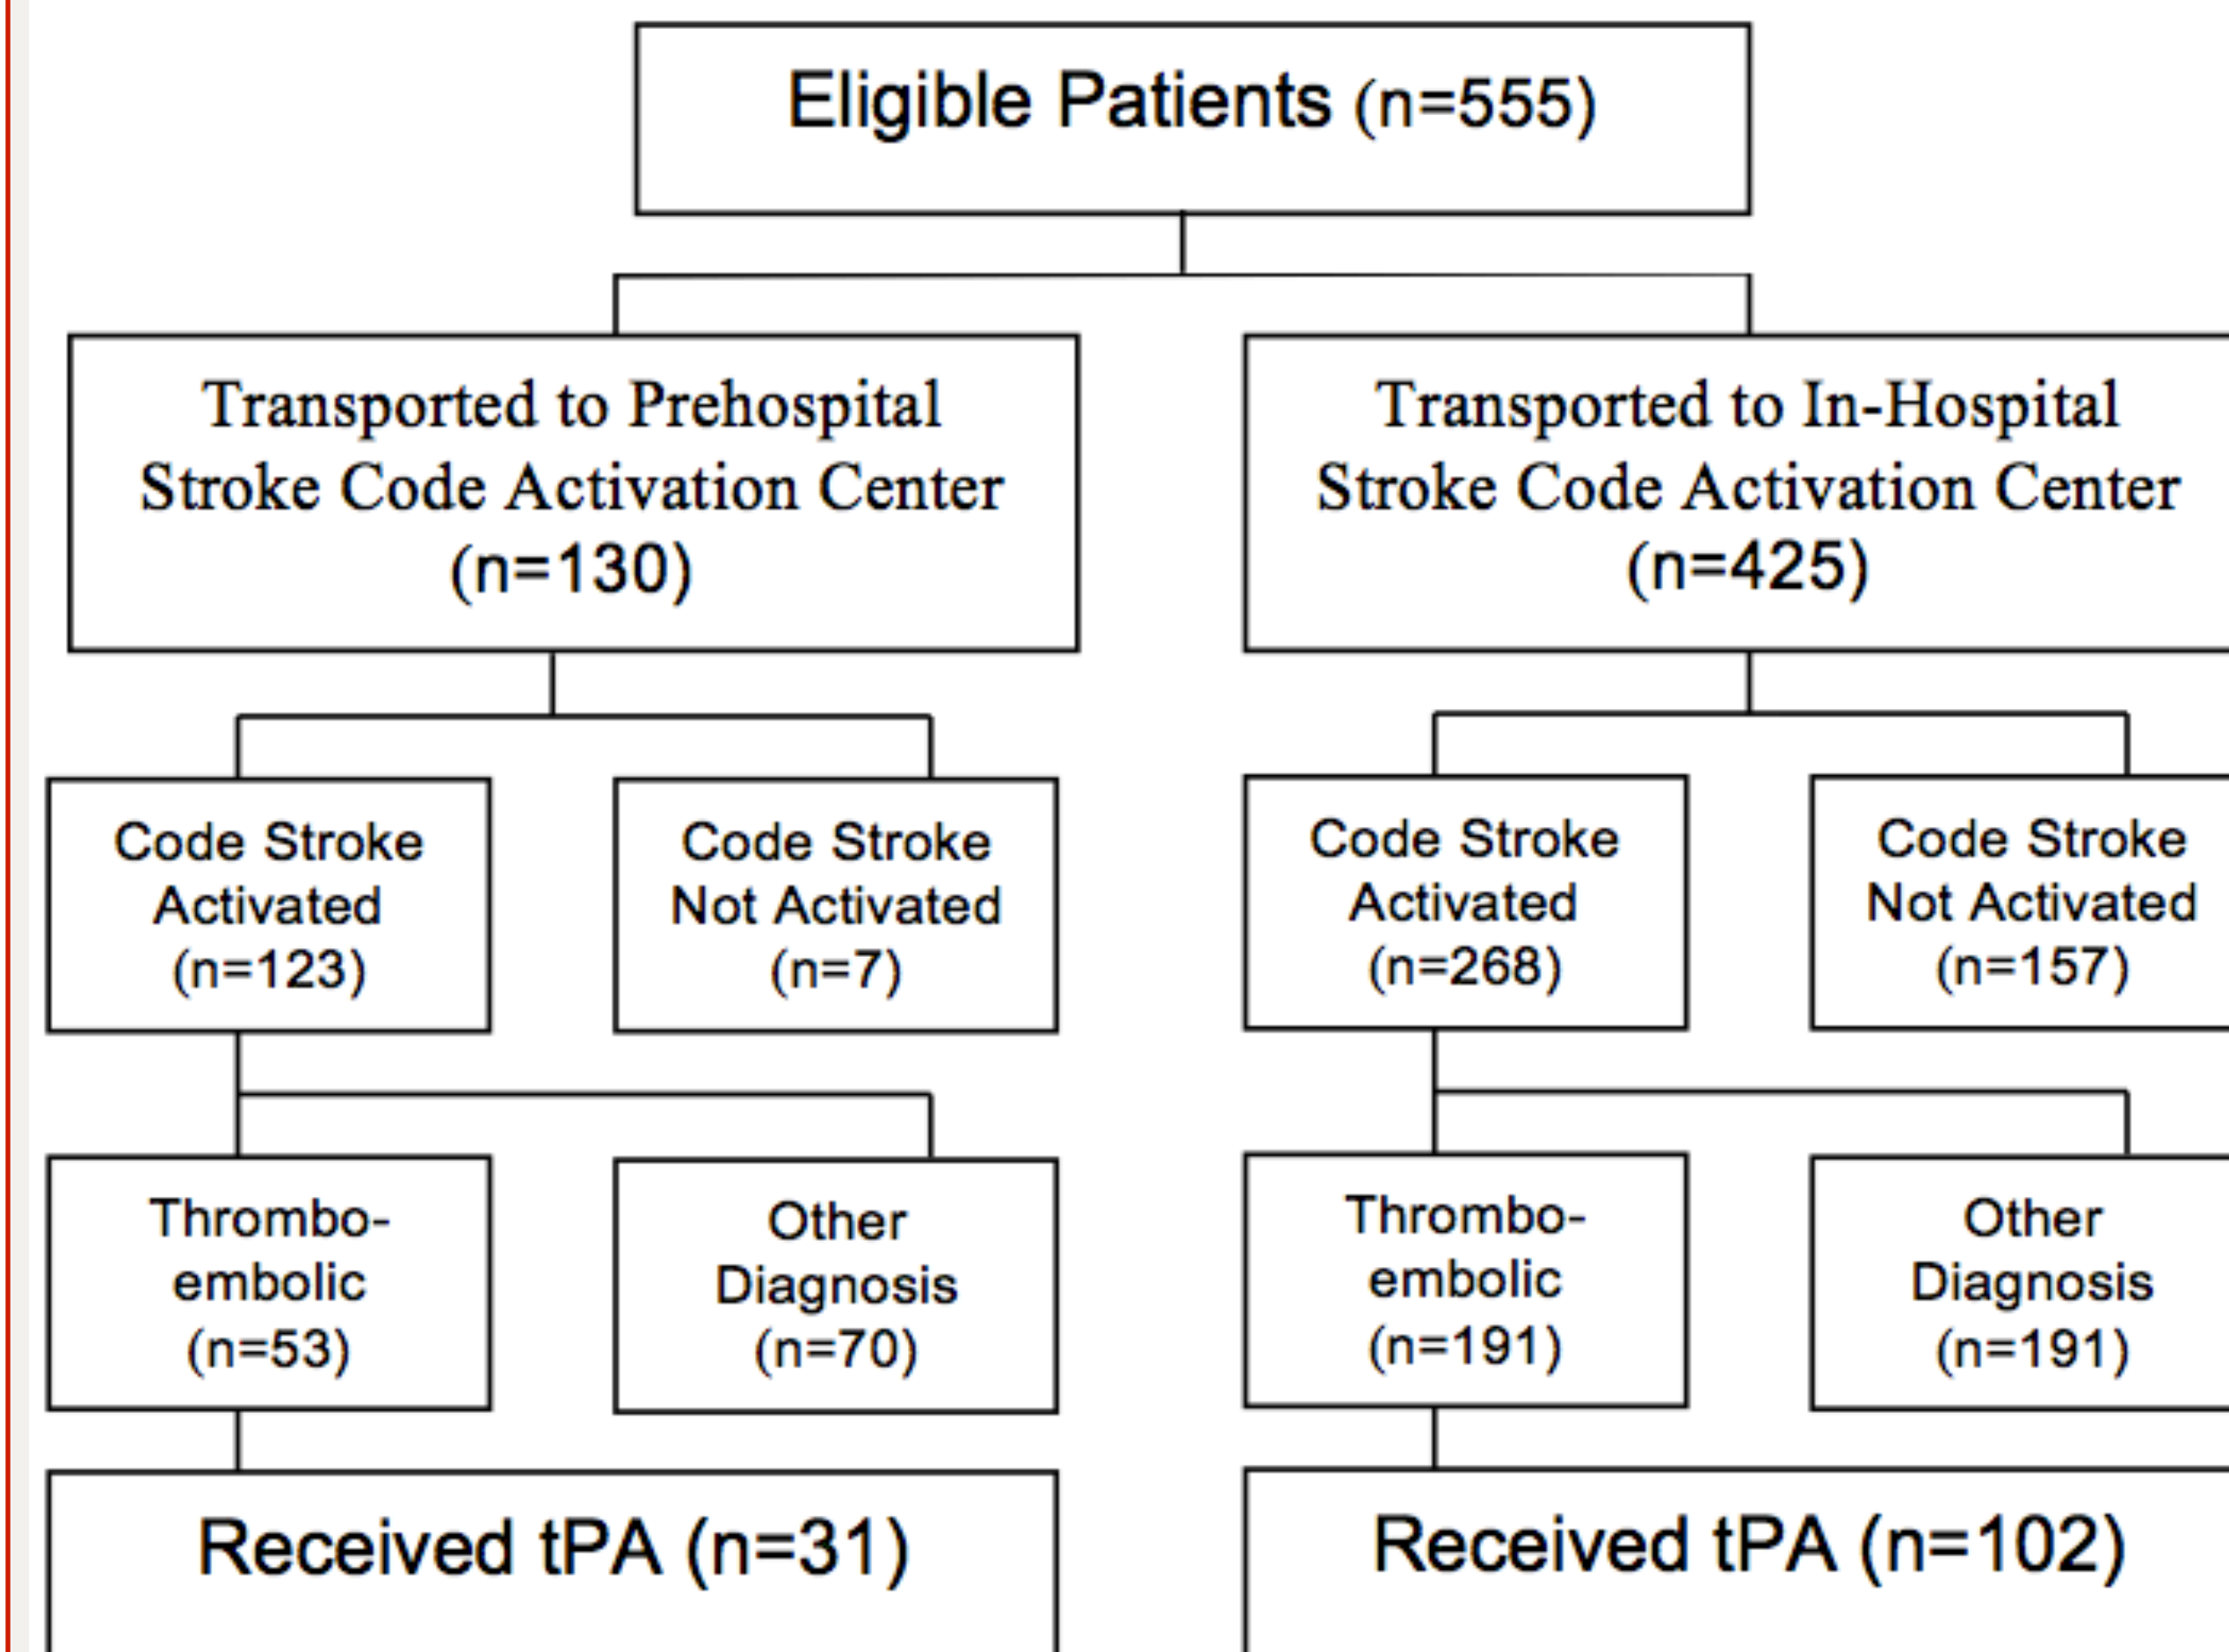 Eligible Patients (n=555)
Transported to Prehospital
Stroke Code Activation Center
(n=130)
Transported to In-Hospital
Stroke Code Activation Center
(n=425)
Code Stroke
Activated
(n=123)
Code Stroke
Not Activated
(n=7)
Code Stroke
Activated
(n=268)
Code Stroke
Not Activated
(n=157)
Thrombo-
embolic
(n=53)
Other
Diagnosis
(n=70)
Thrombo-
embolic
(n=191)
Other
Diagnosis
(n=191)
Received tPA (n=31)
Received tPA (n=102)